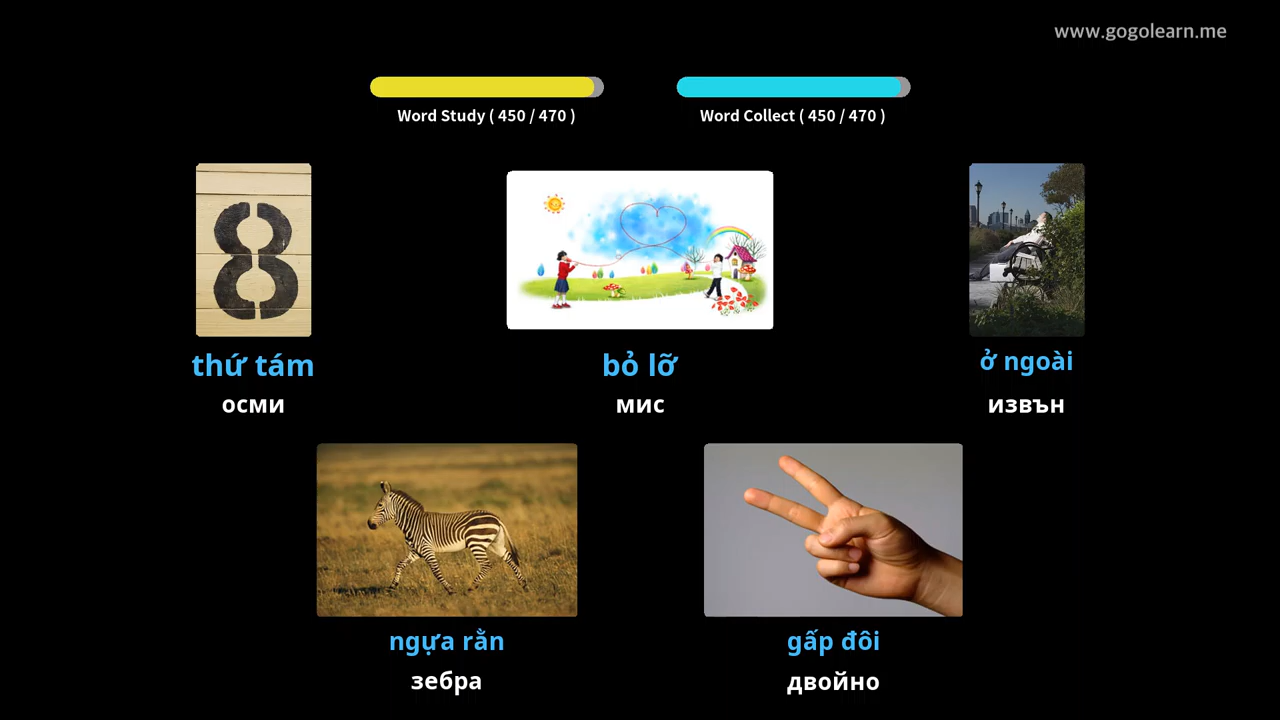 www.gogolearn.me
Word Study ( 450 / 470 )
Word Collect ( 450 / 470 )
8
thứ tám
осми
bỏ lỡ
мис
ở ngoài
извън
ngựa rằn
зебра
gấp đôi
двойно